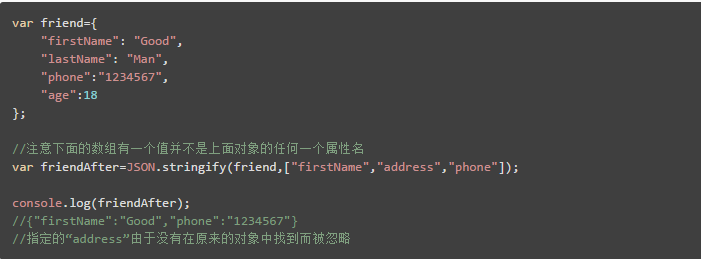 var friend={
"firstName": "Good",
"lastName": "Man",
"phone":"1234567",
"age":18
};
//注意下面的数组有一个值并不是上面对象的任何一个属性名
var friendAfter=JSON.stringify(friend,["firstName","address","phone"]);
console.log(friendAfter);
//{"firstName":"Good","phone":"1234567"}
//指定的“address”由于没有在原来的对象中找到而被忽略